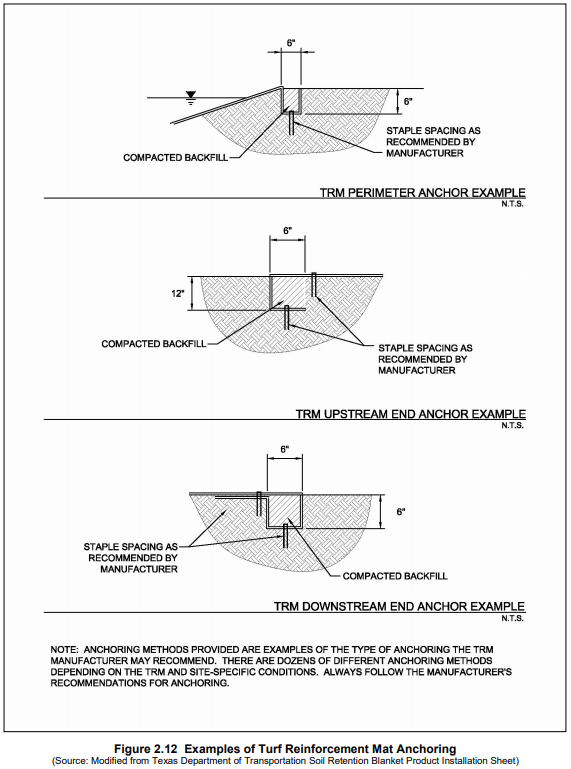 6"
6"
STAPLE SPACING AS
RECOMMENDED BY
MANUFACTURER
COMPACTED BACKFILL
TRM PERIMETER ANCHOR EXAMPLE
N.T.S.
6"
12"
COMPACTED BACKFILL
STAPLE SPACING AS
RECOMMENDED BY
MANUFACTURER
TRM UPSTREAM END ANCHOR EXAMPLE
N.T.S.
6"
6"
STAPLE SPACING AS
RECOMMENDED BY
MANUFACTURER
COMPACTED BACKFILL
TRM DOWNSTREAM END ANCHOR EXAMPLE
N.T.S.
NOTE: ANCHORING METHODS PROVIDED ARE EXAMPLES OF THE TYPE OF ANCHORING THE TRM
MANUFACTURER MAY RECOMMEND. THERE ARE DOZENS OF DIFFERENT ANCHORING METHODS
DEPENDING ON THE TRM AND SITE-SPECIFIC CONDITIONS. ALWAYS FOLLOW THE MANUFACTURER'S
RECOMMENDATIONS FOR ANCHORING.
Figure 2.12 Examples of Turf Reinforcement Mat Anchoring
(Source: Modified from Texas Department of Transportation Soil Retention Blanket Product Installation Sheet)